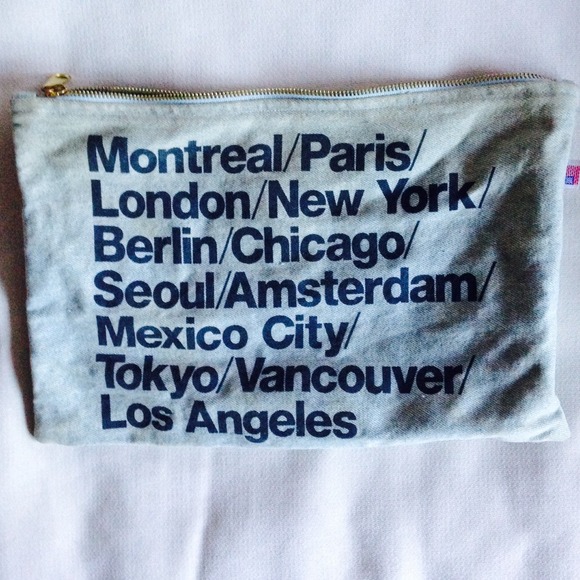 Montreal/Paris/
London/New York/
Berlin/Chicago/
Seoul/Amsterdam/
Mexico City/
Tokyo/Vancouver/
Los Angeles